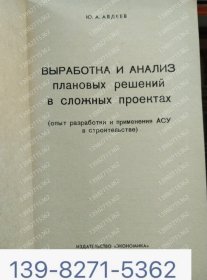 Ю. А. АВДЕЕВ
ВЫРАБОТКА И АНАЛИЗ
ПЛАНОВЫХ РЕШЕНИЙ
В СЛОЖНЫХ ПРОЕКТАХ
(опыт разработки и применения АСУ
в строительстве)
ИЗДАТЕЛЬСТВО «ЭКОНОМИКА»
139-8271-5362